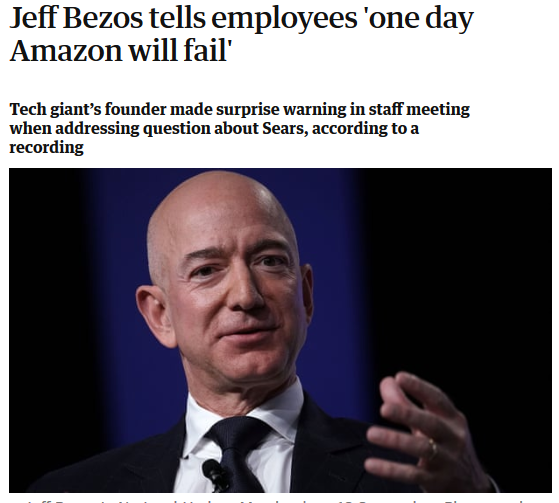 Jeff Bezos tells employees 'one day
Amazon will fail'
Tech giant's founder made surprise warning in staff meeting
when addressing question about Sears, according to a
recording